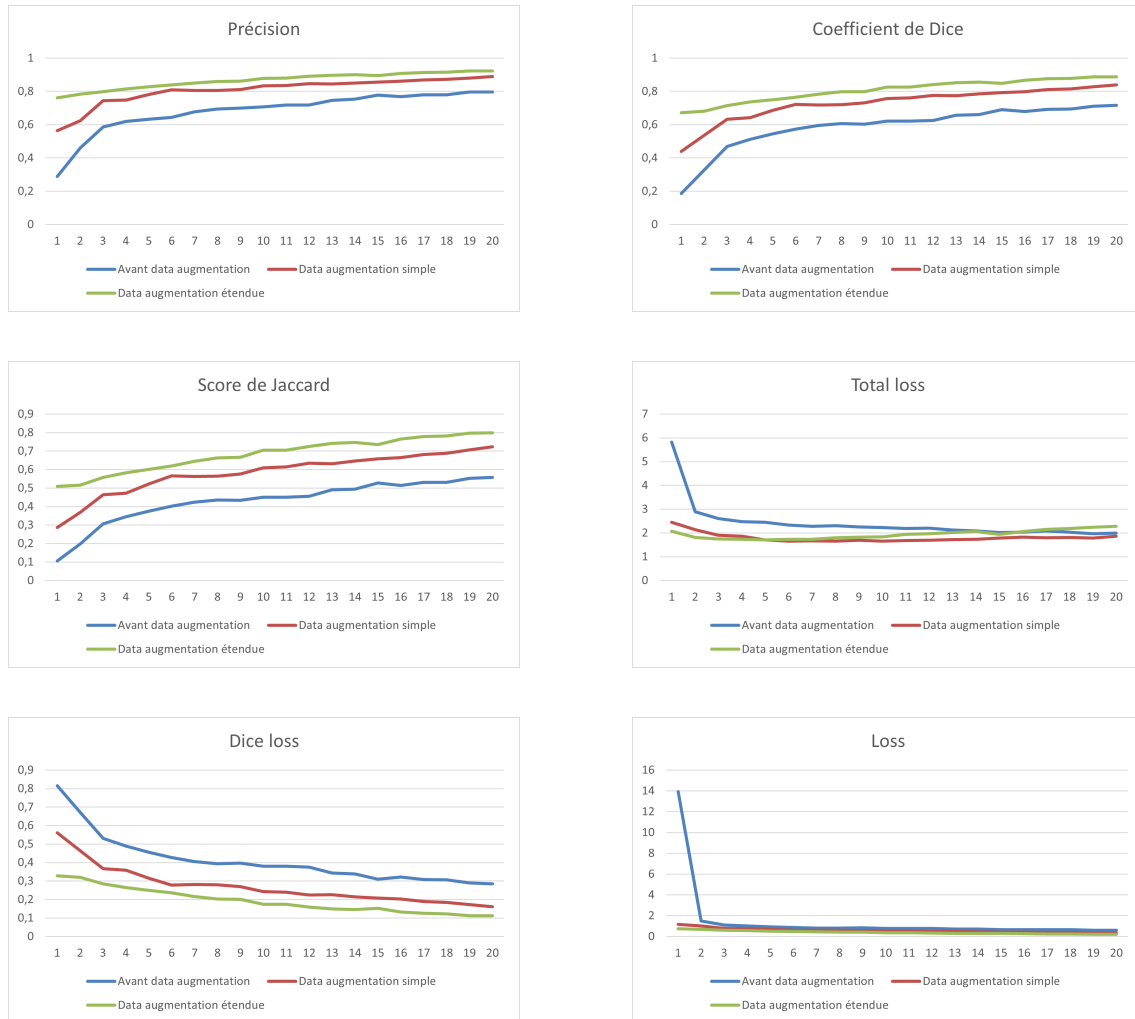 Précision
1
0,8
0,6
0,4
0,2
0
1 2 3 4 5 6 7 8 9 10 11 12 13 14 15 16 17 18 19 20
Avant data augmentation Data augmentation simple
Data augmentation étendue
Coefficient de Dice
1
0,8
0,6
0,4
0,2
0
1 2 3 4 5 6 7 8 9 10 11 12 13 14 15 16 17 18 19 20
Avant data augmentation Data augmentation simple
Data augmentation étendue
Score de Jaccard
0,9
0,8
0,7
0,6
0,5
0,4
0,3
0,2
0,1
0
1 2 3 4 5 6 7 8 9 10 11 12 13 14 15 16 17 18 19 20
Avant data augmentation Data augmentation simple
Data augmentation étendue
Total loss
7
6
5
4
3
2
1
0
1 2 3 4 5 6 7 8 9 10 11 12 13 14 15 16 17 18 19 20
Avant data augmentation Data augmentation simple
Data augmentation étendue
Dice loss
0,9
0,8
0,7
0,6
0,5
0,4
0,3
0,2
0,1
0
1 2 3 4 5 6 7 8 9 10 11 12 13 14 15 16 17 18 19 20
Avant data augmentation Data augmentation simple
Data augmentation étendue
Loss
16
14
12
10
8
6
4
2
0
1 2 3 4 5 6 7 8 9 10 11 12 13 14 15 16 17 18 19 20
Avant data augmentation Data augmentation simple
Data augmentation étendue